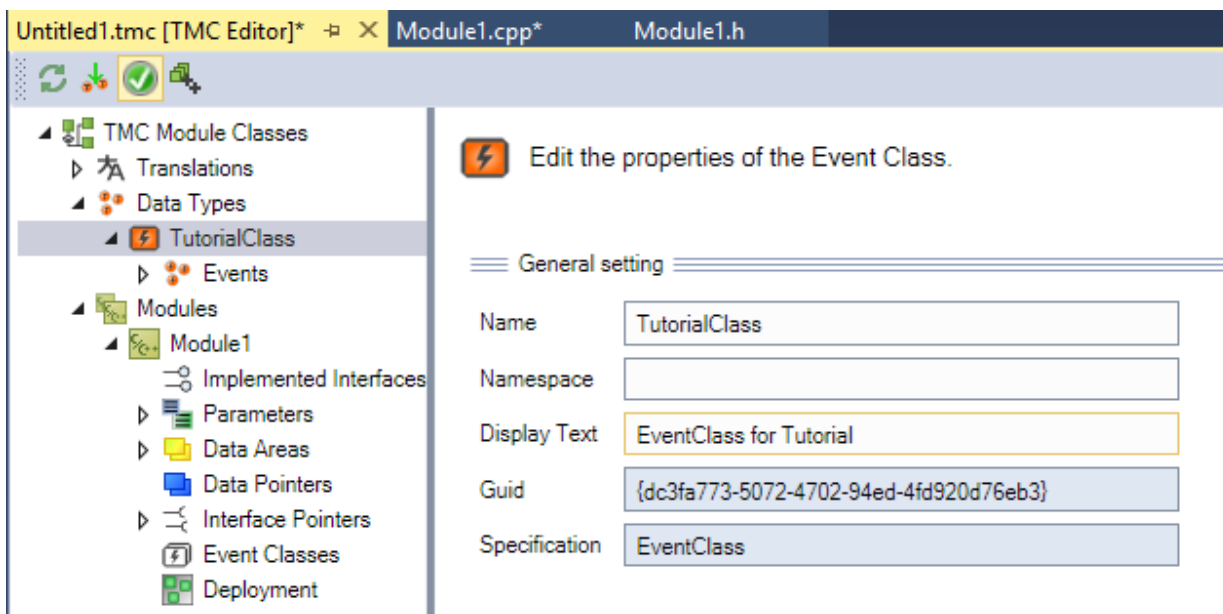 Untitled1.tmc [TMC Editor]* Module1.cpp* Module1.h
TMC Module Classes
Translations
Data Types
TutorialClass
Events
Modules
Module1
Implemented Interfaces
Parameters
Data Areas
Data Pointers
Interface Pointers
Event Classes
Deployment
Edit the properties of the Event Class.
General setting
Name TutorialClass
Namespace
Display Text EventClass for Tutorial
Guid {dc3fa773-5072-4702-94ed-4fd920d76eb3}
Specification EventClass